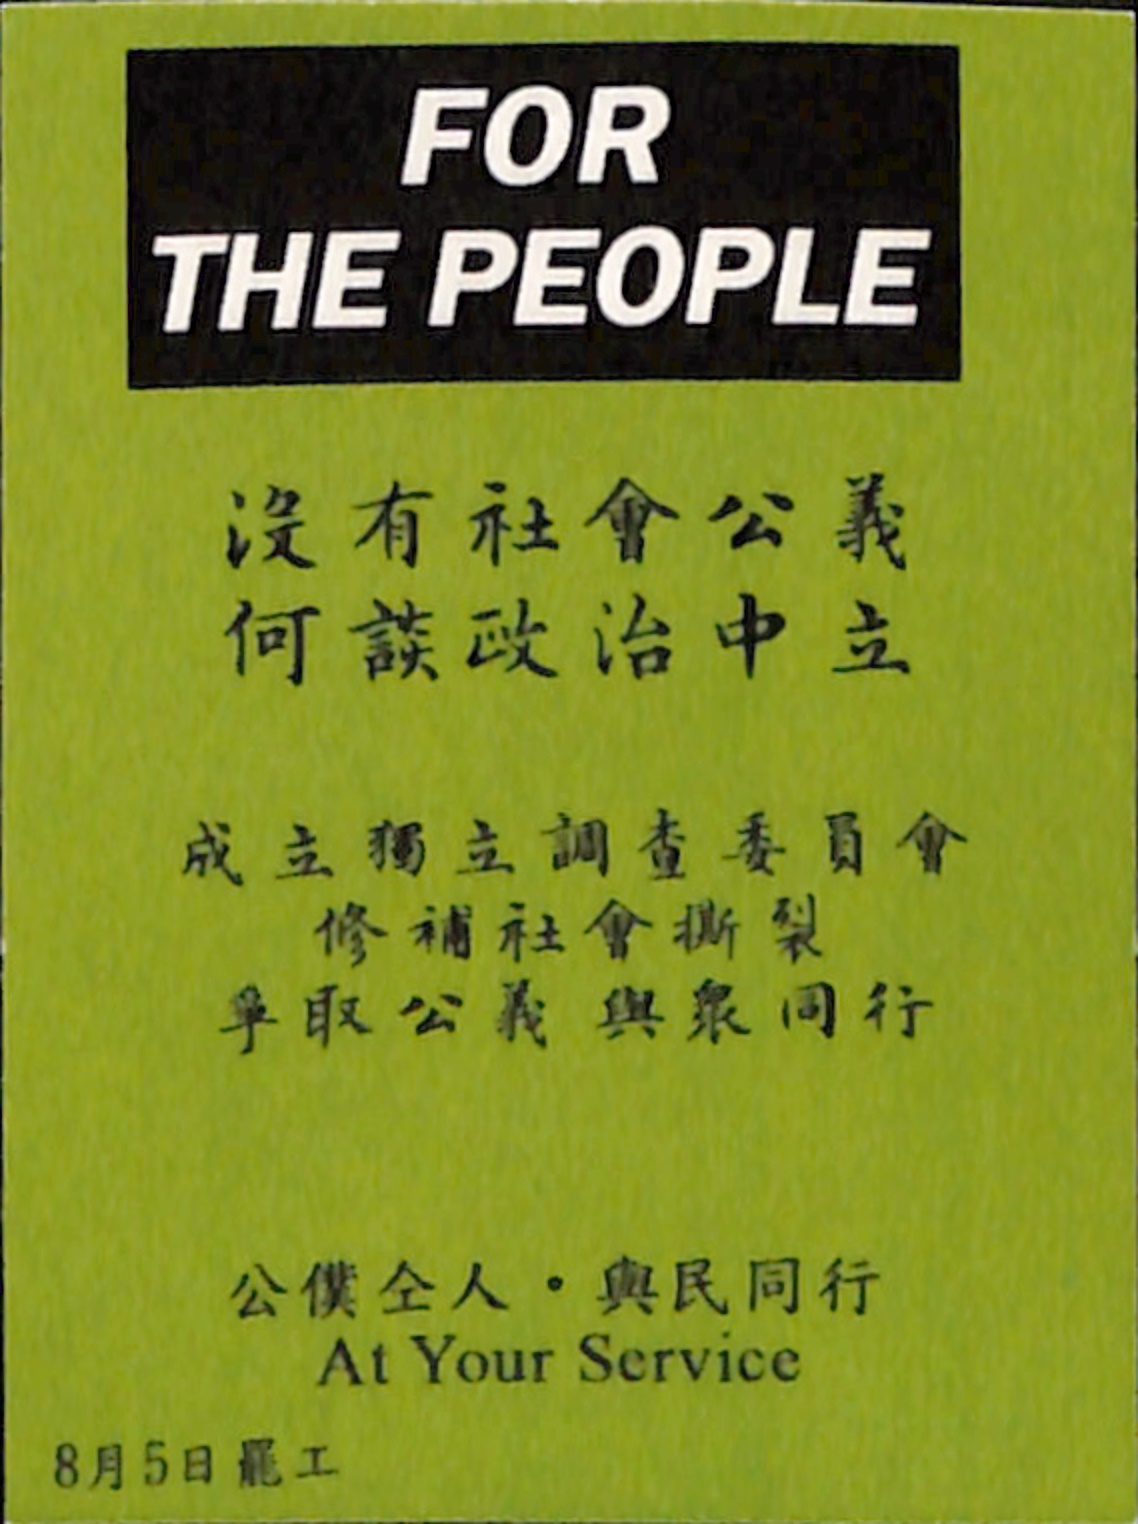 FOR
THE PEOPLE
沒有社會公義
何談政治中立
成立獨立調查委員會
修補社會撕裂
爭取公義 與眾同行
公僕仝人·與民同行
At Your Service
8月5日罷工